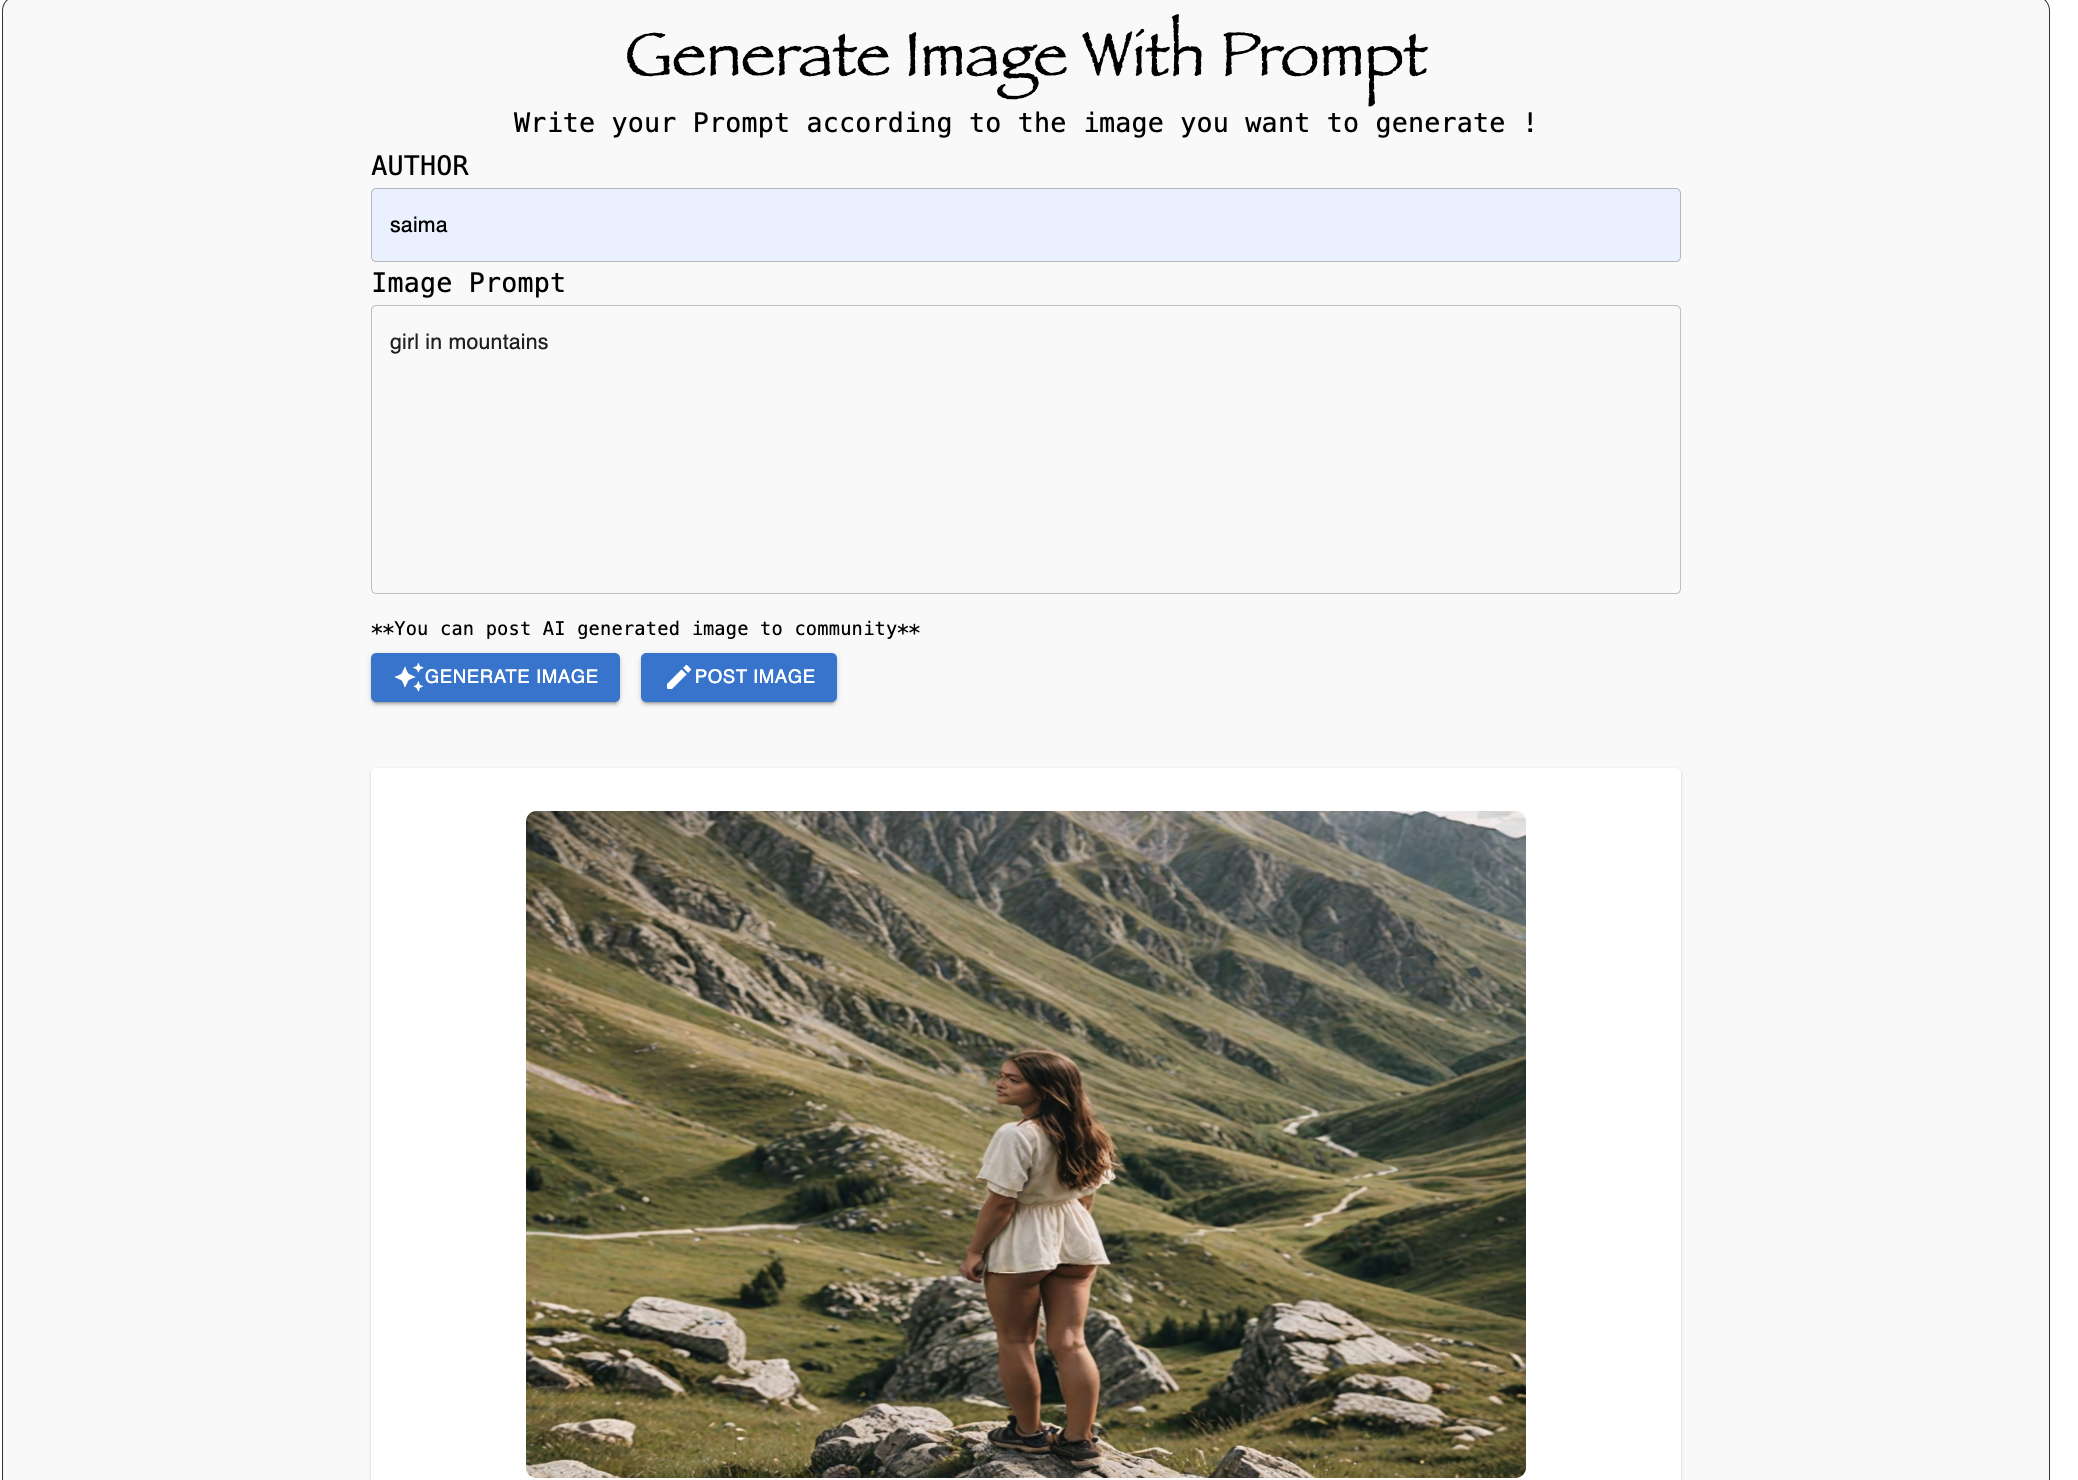 Generate Image With Prompt
Write your Prompt according to the image you want to generate !
AUTHOR
saima
Image Prompt
girl in mountains
**You can post AI generated image to community**
GENERATE IMAGE
POST IMAGE